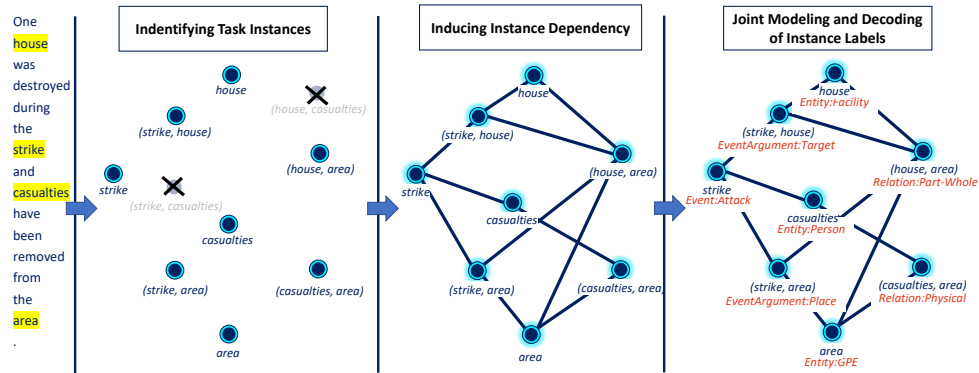 One
house
was
destroyed
during
the
strike
and
casualties
have
been
removed
from
the
area
.
Indentifying Task Instances
house
(house, casualties)
(strike, house)
(house, area)
strike
(strike, casualties)
casualties
(strike, area)
(casualties, area)
area
Inducing Instance Dependency
house
(strike, house)
(house, area)
strike
casualties
(strike, area)
(casualties, area)
area
Joint Modeling and Decoding
of Instance Labels
house
Entity:Facility
(strike, house)
EventArgument:Target
(house, area)
Relation:Part-Whole
strike
Event:Attack
casualties
Entity:Person
(strike, area)
EventArgument:Place
(casualties, area)
Relation:Physical
area
Entity:GPE